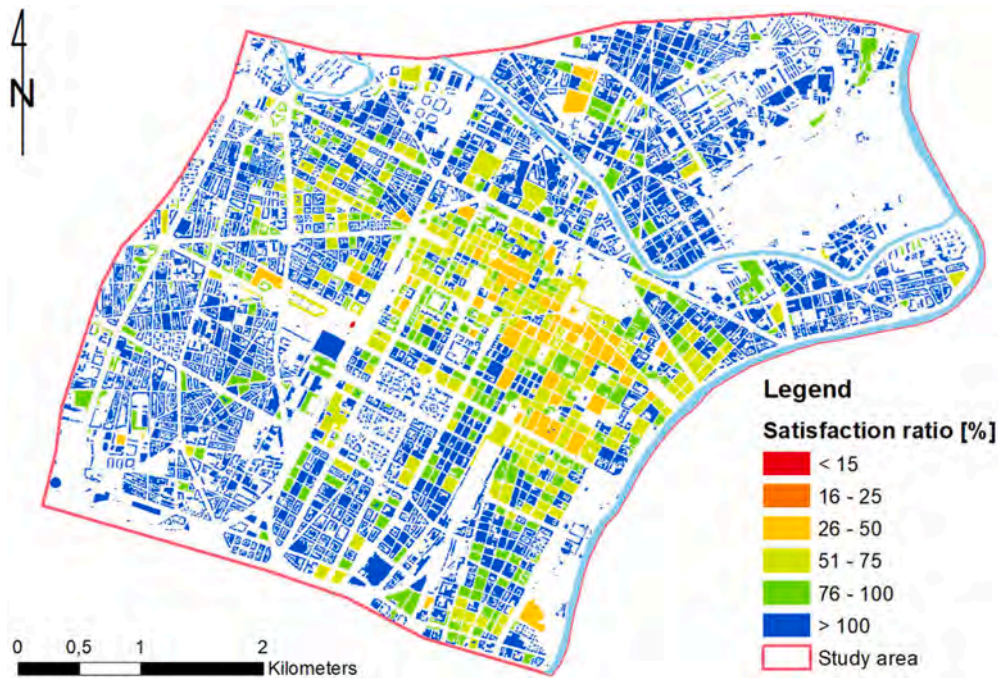 N
Legend
Satisfaction ratio [%]
< 15
16 - 25
26 - 50
51 - 75
76 - 100
> 100
Study area
0 0,5 1 2
Kilometers